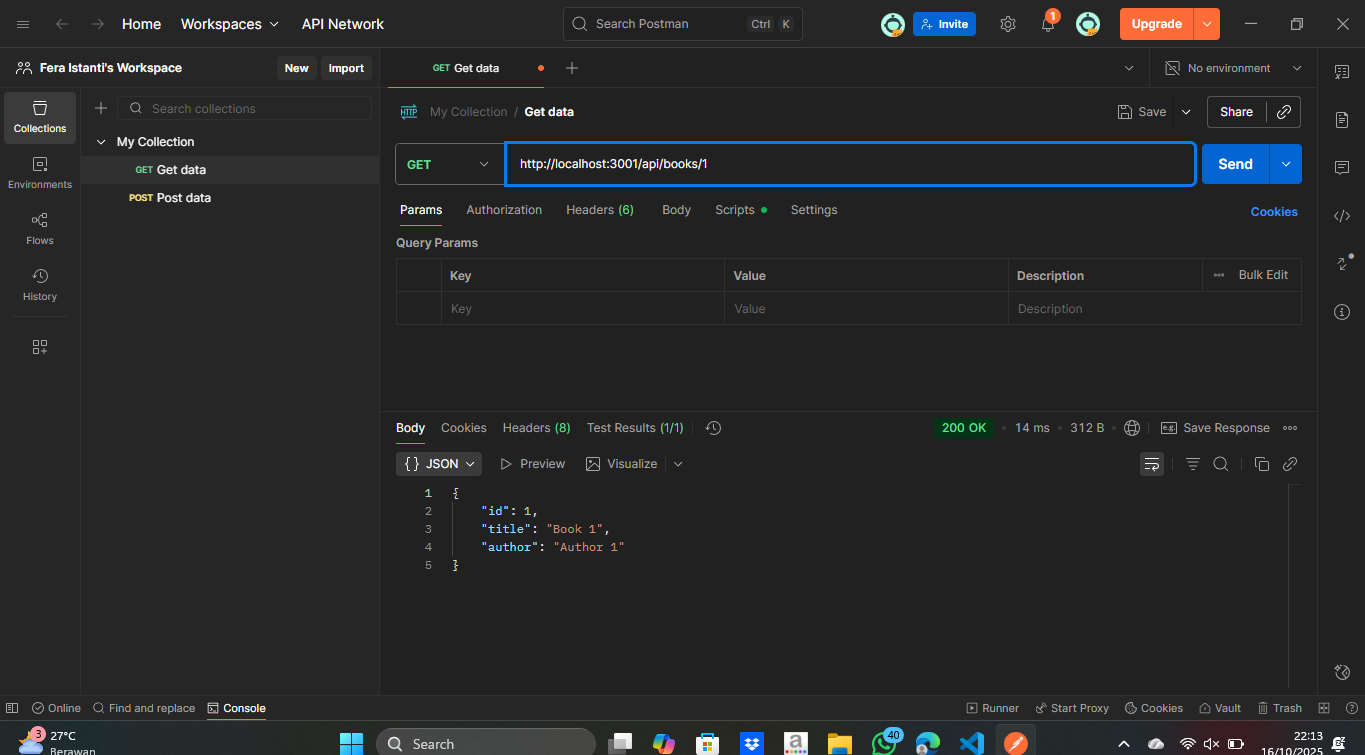 Home Workspaces API Network Search Postman Ctrl K Invite 1 Upgrade
Fera Istanti's Workspace New Import GET Get data No environment
Collections Search collections HTTP My Collection / Get data Save Share
My Collection
GET Get data GET http://localhost:3001/api/books/1 Send
Environments POST Post data
Params Authorization Headers (6) Body Scripts Settings Cookies
Flows
Query Params
Key Value Description Bulk Edit
History
Key Value Description
Body Cookies Headers (8) Test Results (1/1) 200 OK 14 ms 312 B e.g. Save Response
{} JSON Preview Visualize
1 {
2 "id": 1,
3 "title": "Book 1",
4 "author": "Author 1"
5 }
Online Find and replace Console Runner Start Proxy Cookies Vault Trash
3 27°C
Berawan
Search a 40
22:13
16/10/2025